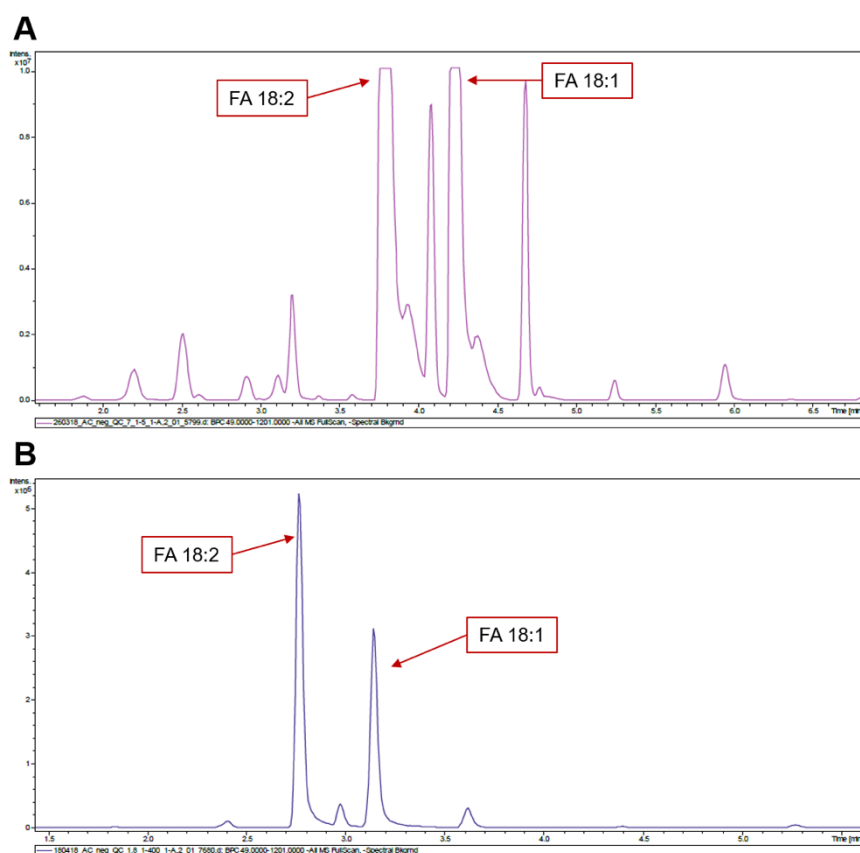 A
Intens.
x10⁷
1.0
FA 18:2
FA 18:1
0.8
0.6
0.4
0.2
0.0
2.0 2.5 3.0 3.5 4.0 4.5 5.0 5.5 6.0 6.5 Time [min]
260318_AC_neg_QC_7_1-5_1-A,2_01_5799.d: BPC 49.0000-1201.0000 -All MS FullScan, -Spectral Bkgrnd
B
Intens.
x10⁶
5
FA 18:2
4
FA 18:1
3
2
1
0
1.5 2.0 2.5 3.0 3.5 4.0 4.5 5.0 Time [min]
180418_AC_neg_QC_1.8_1-400_1-A,2_01_7680.d: BPC 49.0000-1201.0000 -All MS FullScan, -Spectral Bkgrnd